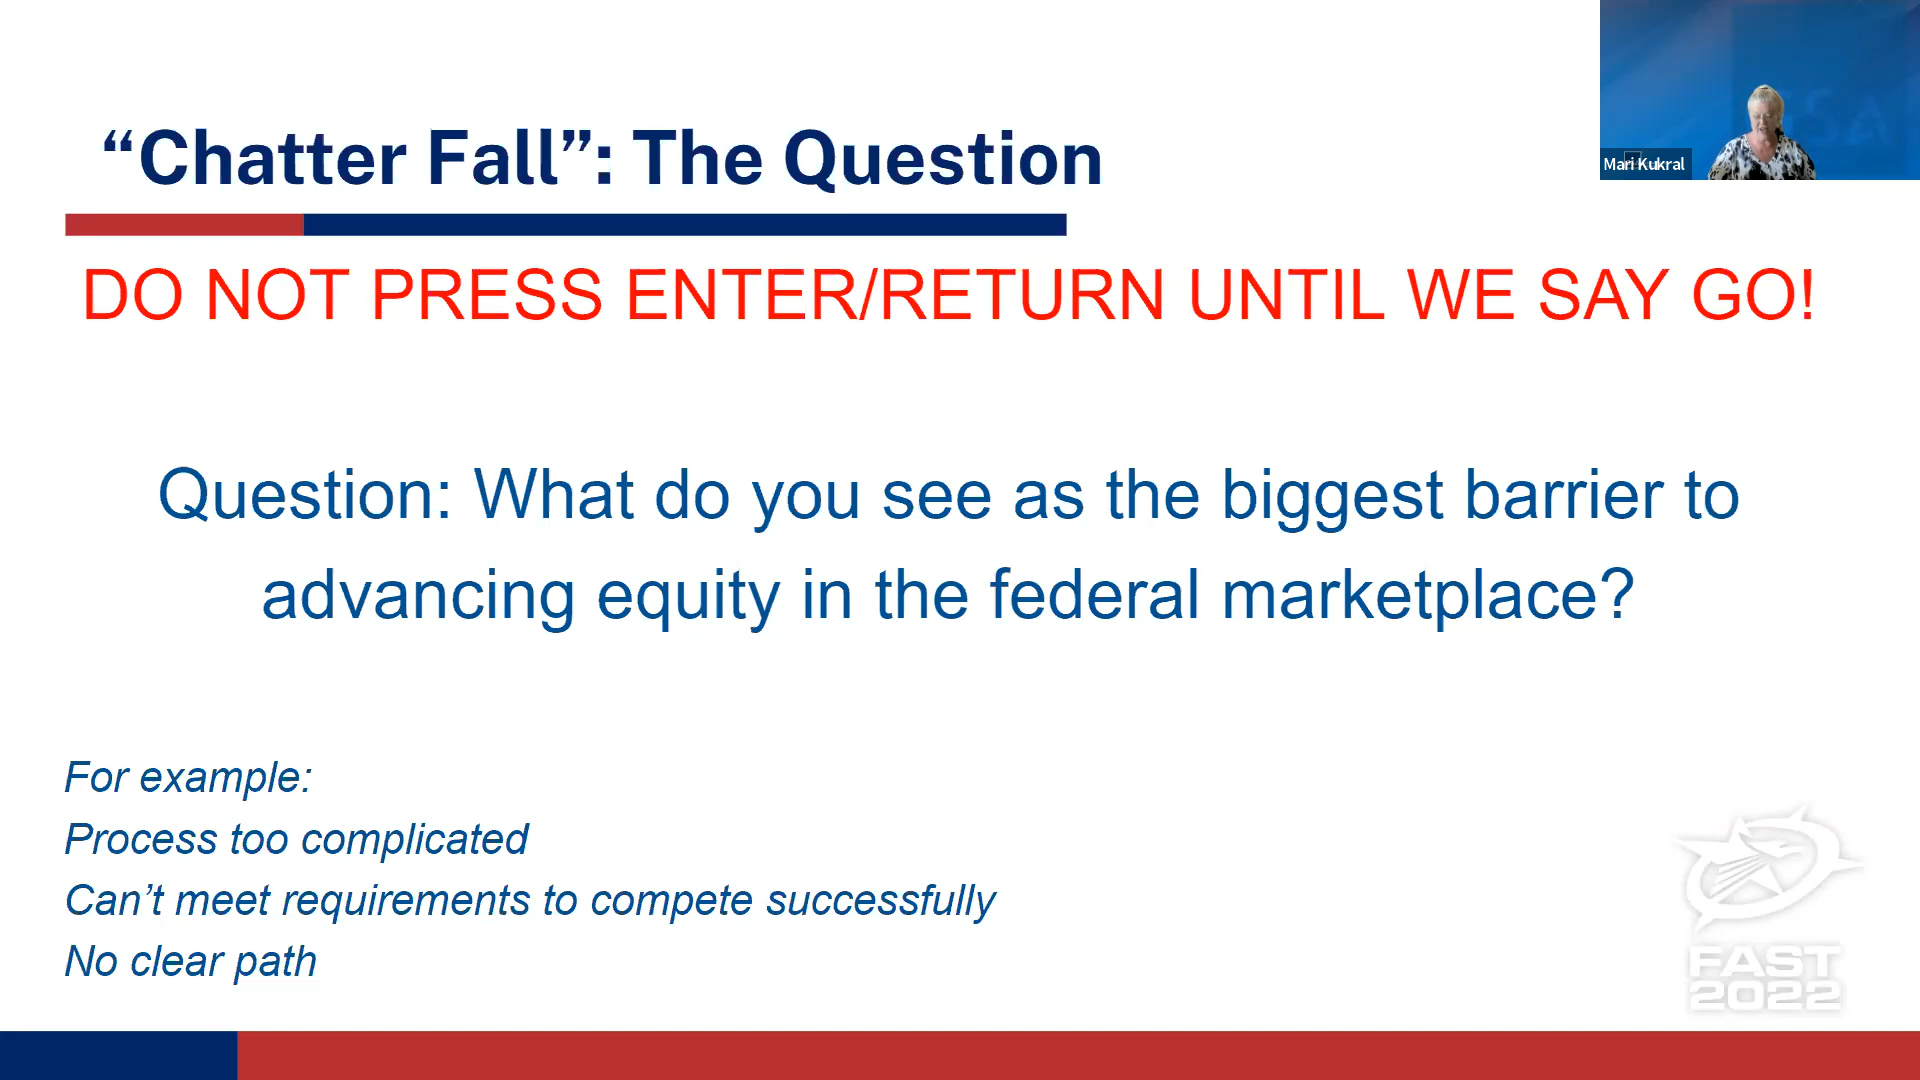 “Chatter Fall”: The Question
Mari Kukral
DO NOT PRESS ENTER/RETURN UNTIL WE SAY GO!
Question: What do you see as the biggest barrier to
advancing equity in the federal marketplace?
For example:
Process too complicated
Can’t meet requirements to compete successfully
No clear path
FAST
2022